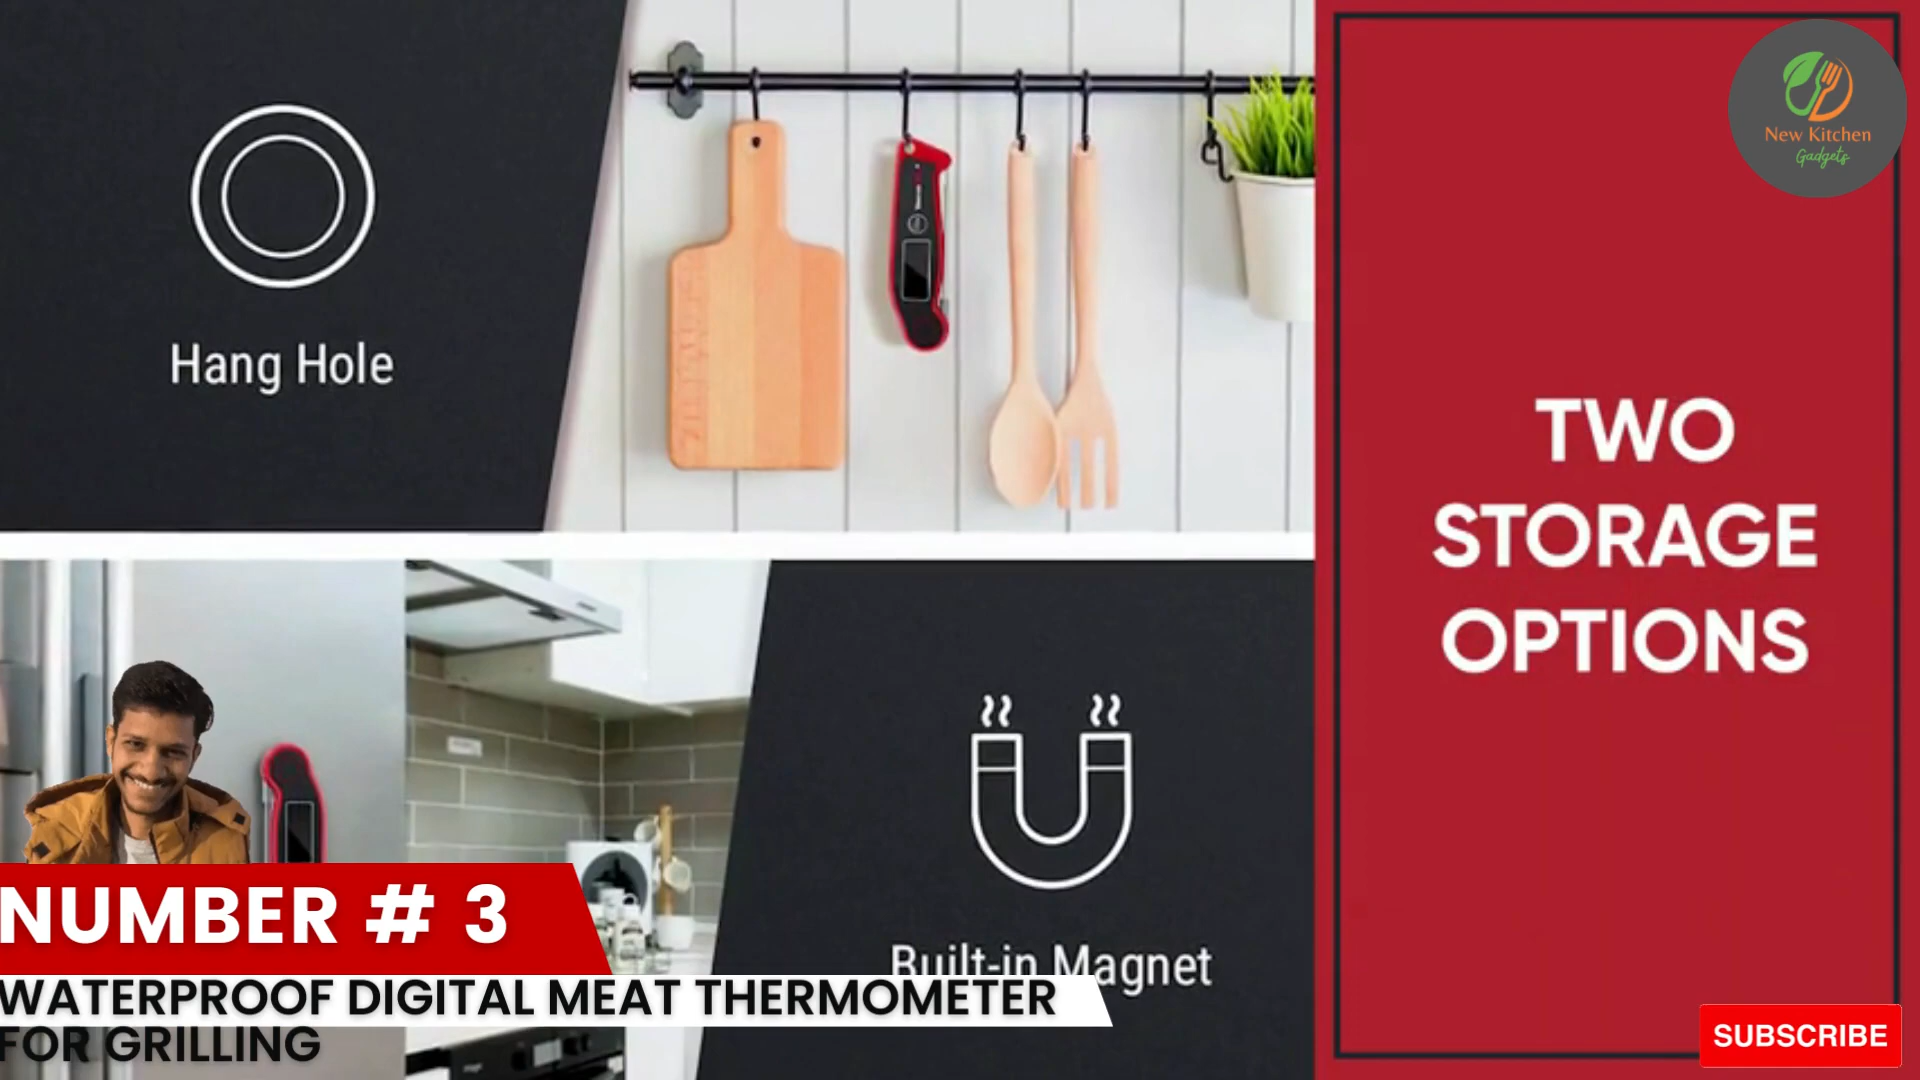 Hang Hole
New Kitchen
Gadgets
TWO
STORAGE
OPTIONS
Built-in Magnet
NUMBER # 3
WATERPROOF DIGITAL MEAT THERMOMETER
FOR GRILLING
SUBSCRIBE